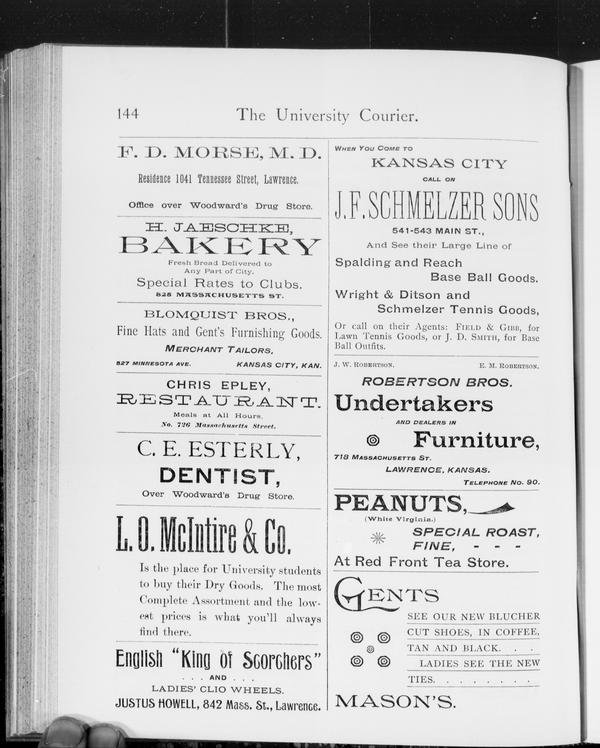 144
The University Courier.
F. D. MORSE, M. D.
Residence 1041 Tennessee Street, Lawrence.
Office over Woodward's Drug Store.
H. JAESCHKE,
BAKERY
Fresh Bread Delivered to
Any Part of City.
Special Rates to Clubs.
828 MASSACHUSETTS ST.
BLOMQUIST BROS.,
Fine Hats and Gent's Furnishing Goods.
MERCHANT TAILORS,
527 MINNESOTA AVE. KANSAS CITY, KAN.
CHRIS EPLEY,
RESTAURANT.
Meals at All Hours.
No. 726 Massachusetts Street.
C. E. ESTERLY,
DENTIST,
Over Woodward's Drug Store.
L. O. McIntire & Co.
Is the place for University students
to buy their Dry Goods. The most
Complete Assortment and the low-
est prices is what you'll always
find there.
English "King of Scorchers"
. . . AND . . .
LADIES' CLIO WHEELS.
JUSTUS HOWELL, 842 Mass. St., Lawrence.
WHEN YOU COME TO
KANSAS CITY
CALL ON
J. F. SCHMELZER SONS
541-543 MAIN ST.,
And See their Large Line of
Spalding and Reach
Base Ball Goods.
Wright & Ditson and
Schmelzer Tennis Goods,
Or call on their Agents: FIELD & GIBB, for
Lawn Tennis Goods, or J. D. SMITH, for Base
Ball Outfits.
J. W. ROBERTSON. E. M. ROBERTSON.
ROBERTSON BROS.
Undertakers
AND DEALERS IN
Furniture,
718 MASSACHUSETTS ST.
LAWRENCE, KANSAS.
TELEPHONE NO. 90.
PEANUTS,
(White Virginia.)
SPECIAL ROAST,
FINE, - - -
At Red Front Tea Store.
GENTS
SEE OUR NEW BLUCHER
CUT SHOES, IN COFFEE,
TAN AND BLACK. . .
LADIES SEE THE NEW
TIES. . . . . . . .
MASON'S.